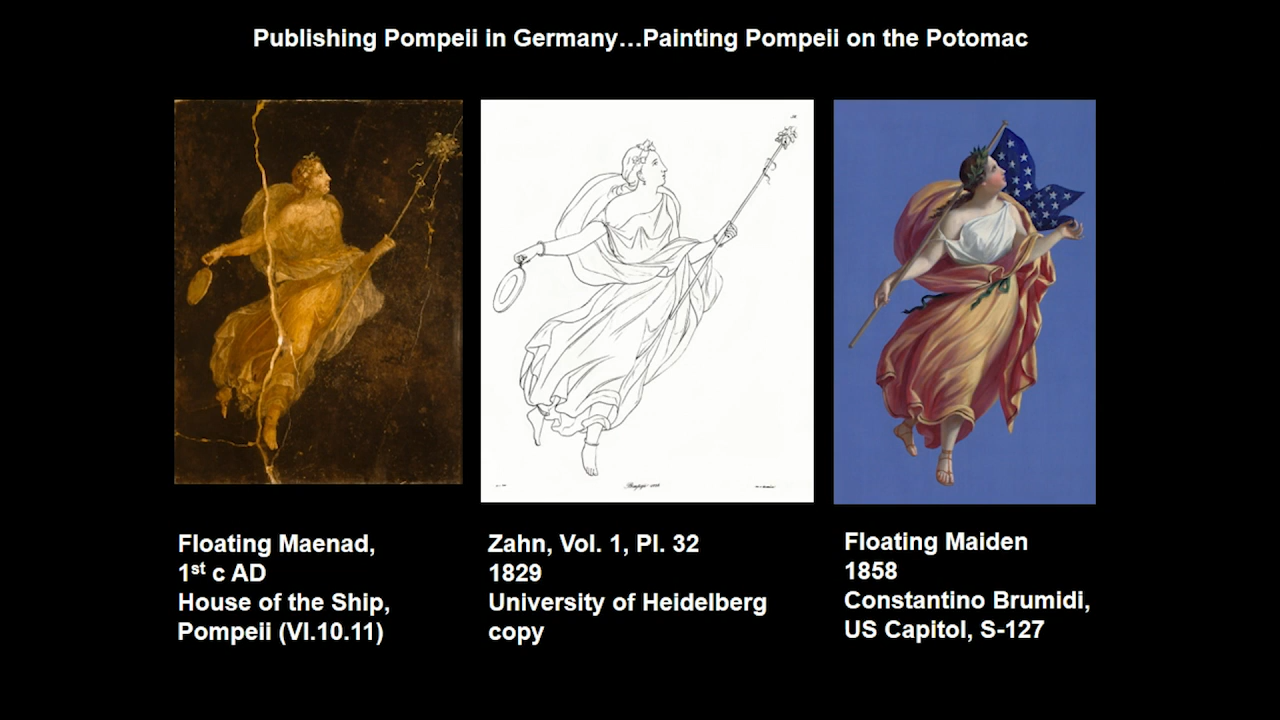 Publishing Pompeii in Germany…Painting Pompeii on the Potomac
Floating Maenad,
1st c AD
House of the Ship,
Pompeii (VI.10.11)
Zahn, Vol. 1, Pl. 32
1829
University of Heidelberg
copy
Floating Maiden
1858
Constantino Brumidi,
US Capitol, S-127